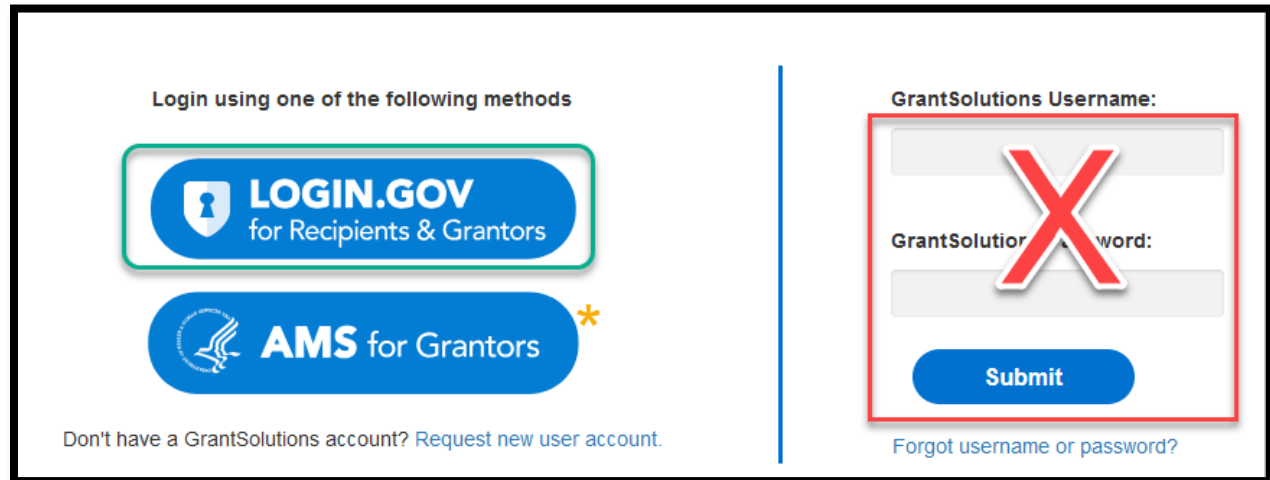 Login using one of the following methods
LOGIN.GOV
for Recipients & Grantors
AMS for Grantors
*
Don't have a GrantSolutions account? Request new user account.
GrantSolutions Username:
GrantSolution word:
X
Submit
Forgot username or password?